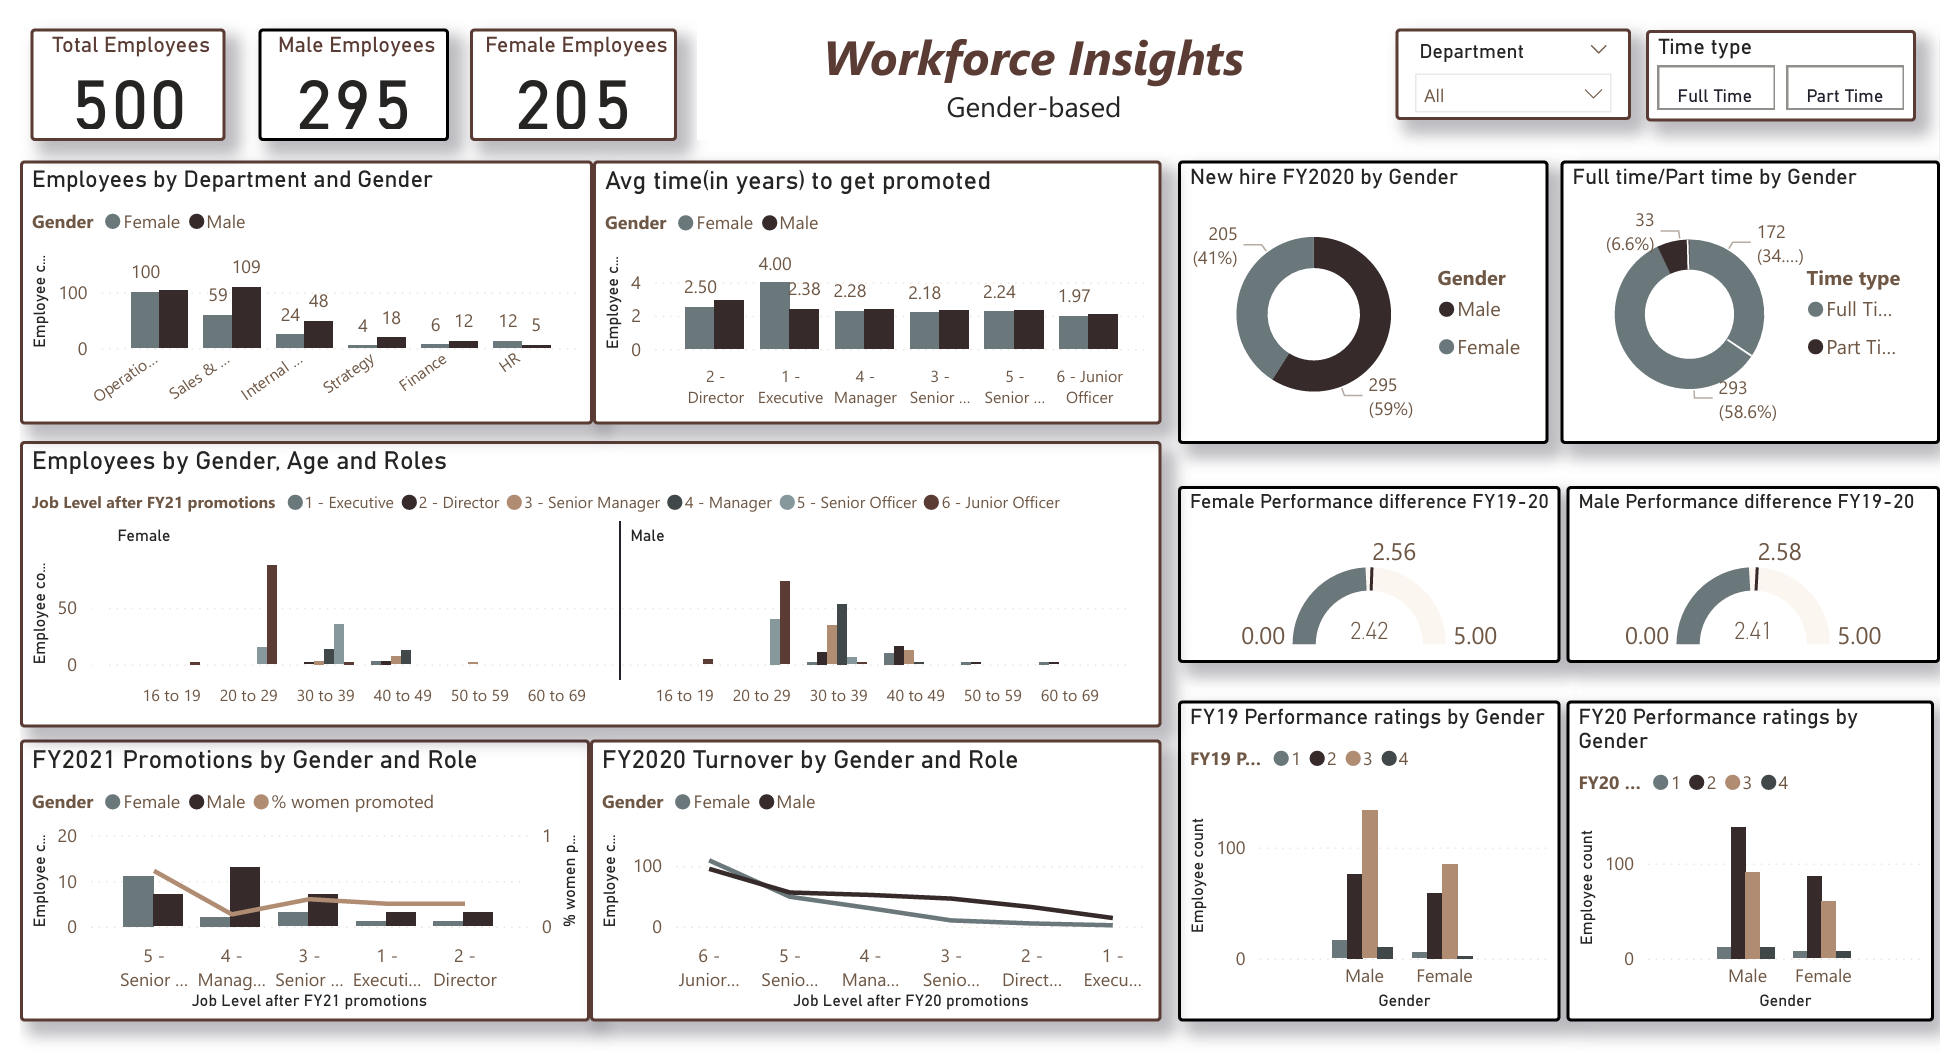 Total Employees
500
Male Employees
295
Female Employees
205
Workforce Insights
Gender-based
Department
All
Time type
Full Time
Part Time
Employees by Department and Gender
Gender Female Male
Employee c...
100
0
100
59
109
24
48
4
18
6
12
12
5
Operatio...
Sales & ...
Internal ...
Strategy
Finance
HR
Avg time(in years) to get promoted
Gender Female Male
Employee c...
4
2
0
2.50
4.00
2.38
2.28
2.18
2.24
1.97
2 -
Director
1 -
Executive
4 -
Manager
3 -
Senior ...
5 -
Senior ...
6 - Junior
Officer
New hire FY2020 by Gender
205
(41%)
295
(59%)
Gender
Male
Female
Full time/Part time by Gender
33
(6.6%)
172
(34....)
293
(58.6%)
Time type
Full Ti...
Part Ti...
Employees by Gender, Age and Roles
Job Level after FY21 promotions 1 - Executive 2 - Director 3 - Senior Manager 4 - Manager 5 - Senior Officer 6 - Junior Officer
Female
Male
Employee co...
50
0
16 to 19 20 to 29 30 to 39 40 to 49 50 to 59 60 to 69
16 to 19 20 to 29 30 to 39 40 to 49 50 to 59 60 to 69
Female Performance difference FY19-20
2.56
0.00
2.42
5.00
Male Performance difference FY19-20
2.58
0.00
2.41
5.00
FY2021 Promotions by Gender and Role
Gender Female Male % women promoted
Employee c...
20
10
0
1
0
% women p...
5 -
Senior ...
4 -
Manag...
3 -
Senior ...
1 -
Executi...
2 -
Director
Job Level after FY21 promotions
FY2020 Turnover by Gender and Role
Gender Female Male
Employee c...
100
0
6 -
Junior...
5 -
Senio...
4 -
Mana...
3 -
Senio...
2 -
Direct...
1 -
Execu...
Job Level after FY20 promotions
FY19 Performance ratings by Gender
FY19 P... 1 2 3 4
Employee count
100
0
Male
Female
Gender
FY20 Performance ratings by
Gender
FY20 ... 1 2 3 4
Employee count
100
0
Male
Female
Gender